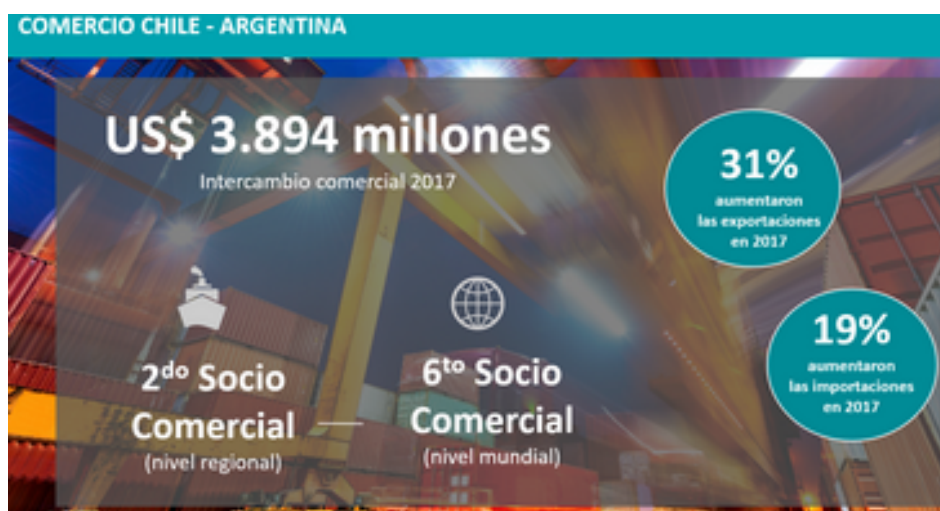 COMERCIO CHILE - ARGENTINA
US$ 3.894 millones
Intercambio comercial 2017
31%
aumentaron
las exportaciones
en 2017
19%
aumentaron
las importaciones
en 2017
2do Socio
Comercial
(nivel regional)
6to Socio
Comercial
(nivel mundial)